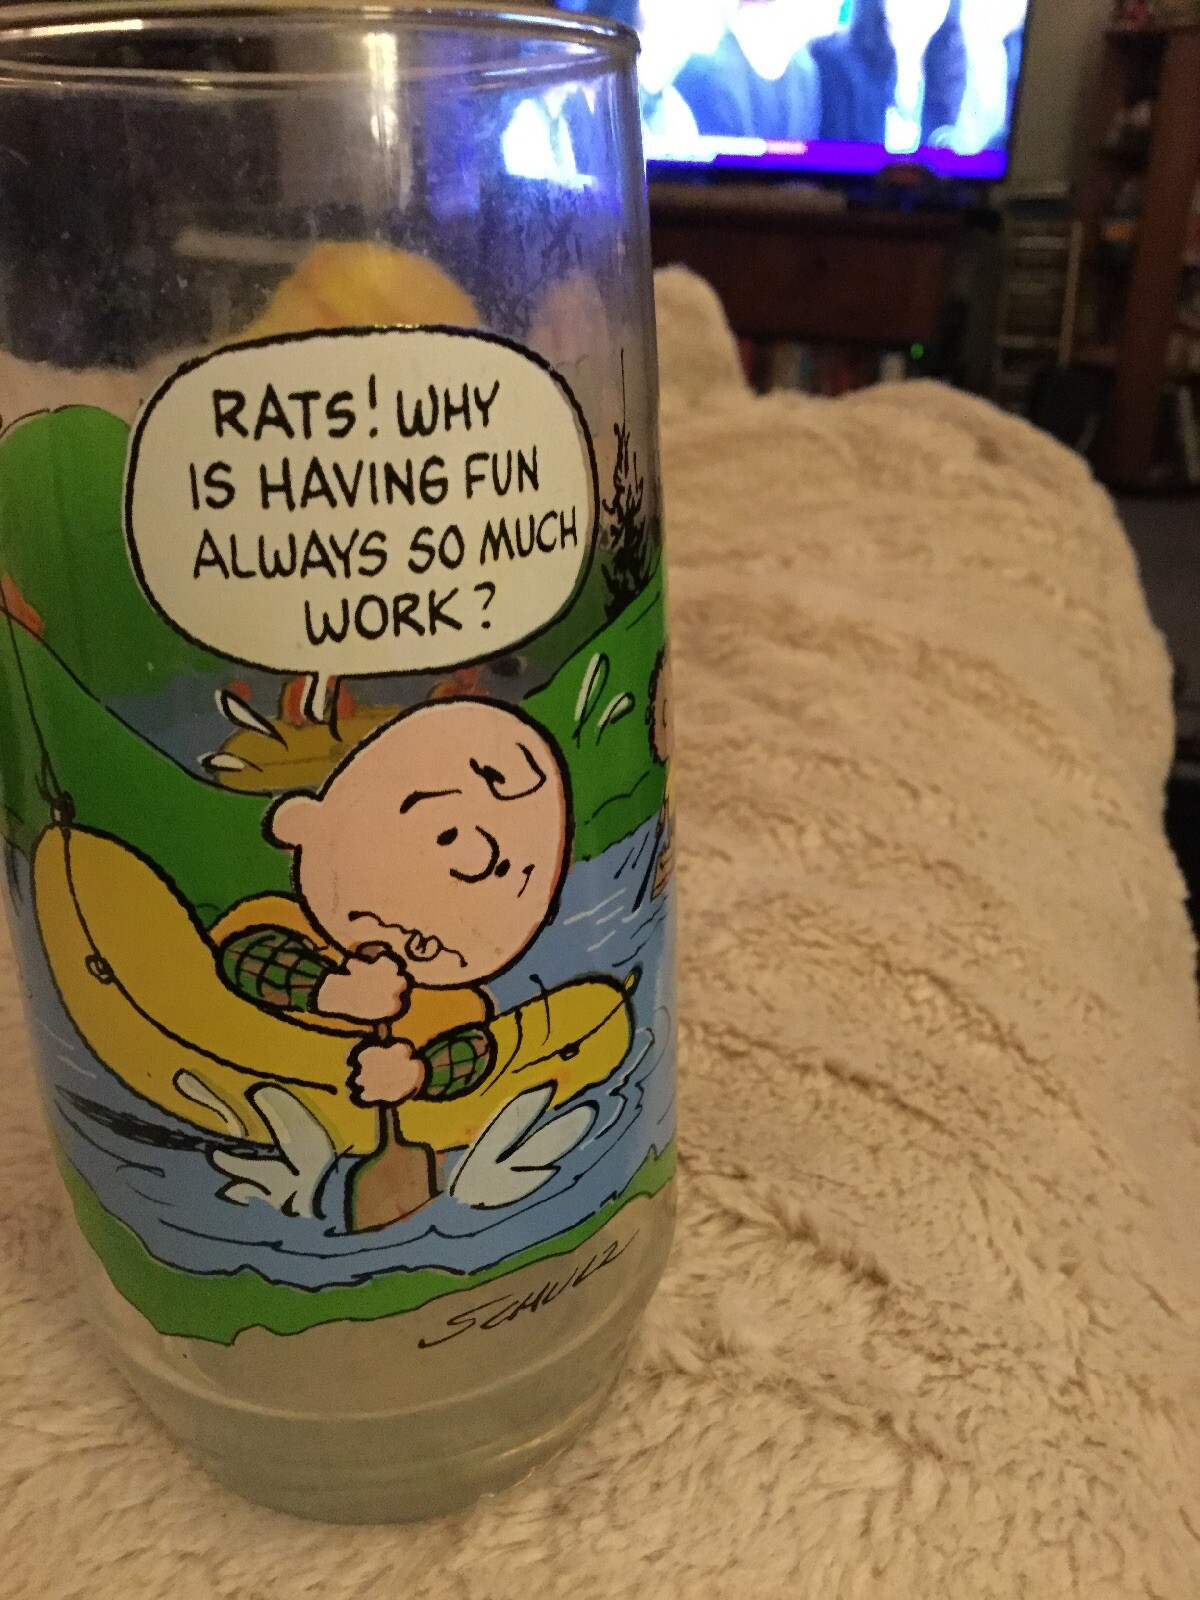 RATS! WHY
IS HAVING FUN
ALWAYS SO MUCH
WORK?
SCHULZ